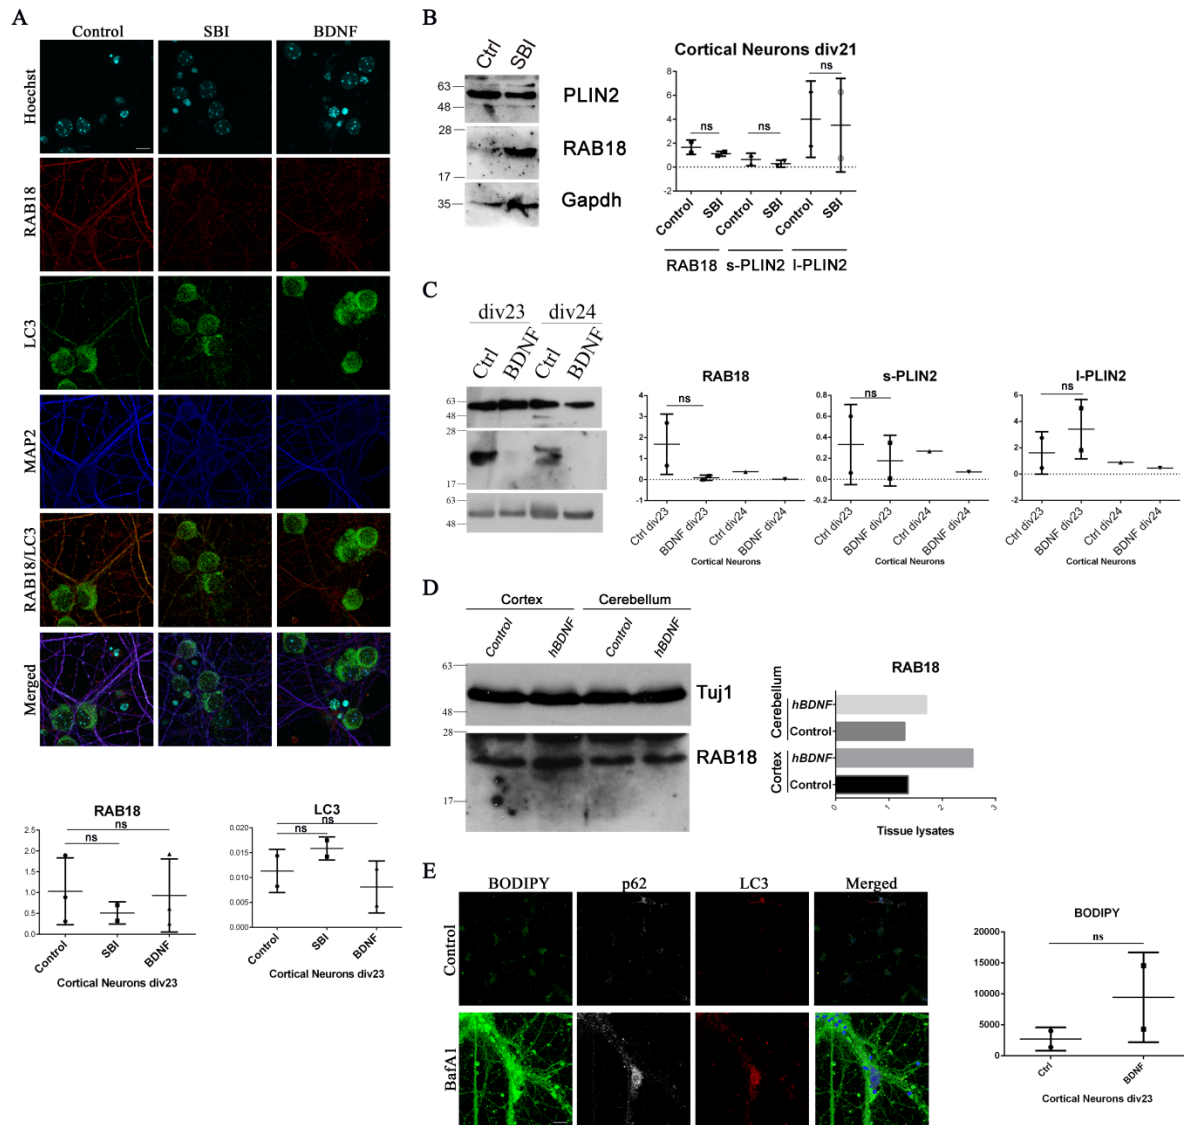 A
Control SBI BDNF
Hoechst
RAB18
LC3
MAP2
RAB18/LC3
Merged
RAB18
ns
ns
2.5
2.0
1.5
1.0
0.5
0.0
Control SBI BDNF
Cortical Neurons div23
LC3
ns
ns
0.020
0.015
0.010
0.005
0.000
Control SBI BDNF
Cortical Neurons div23
B
Ctrl SBI
63
48
PLIN2
28
17
RAB18
35
Gapdh
Cortical Neurons div21
ns
ns
ns
8
6
4
2
0
-2
Control SBI Control SBI Control SBI
RAB18 s-PLIN2 l-PLIN2
C
div23 div24
Ctrl BDNF Ctrl BDNF
63
48
28
17
63
48
RAB18
ns
4
3
2
1
0
-1
Ctrl div23 BDNF div23 Ctrl div24 BDNF div24
Cortical Neurons
s-PLIN2
ns
0.8
0.6
0.4
0.2
0.0
-0.2
Ctrl div23 BDNF div23 Ctrl div24 BDNF div24
Cortical Neurons
l-PLIN2
ns
6
4
2
0
-2
Ctrl div23 BDNF div23 Ctrl div24 BDNF div24
Cortical Neurons
D
Cortex Cerebellum
Control hBDNF Control hBDNF
63
48
Tuj1
28
17
RAB18
RAB18
Cerebellum
hBDNF
Control
Cortex
hBDNF
Control
0 1 2 3
Tissue lysates
E
BODIPY p62 LC3 Merged
Control
BafA1
BODIPY
ns
20000
15000
10000
5000
0
Ctrl BDNF
Cortical Neurons div23